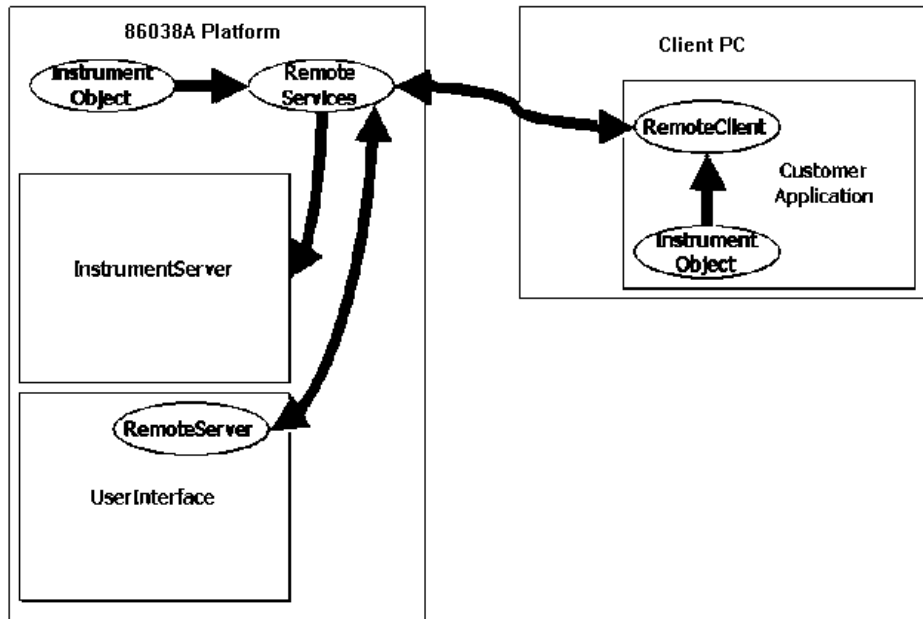 86038A Platform
Instrument
Object
Remote
Services
InstrumentServer
RemoteServer
UserInterface
Client PC
RemoteClient
Customer
Application
Instrument
Object